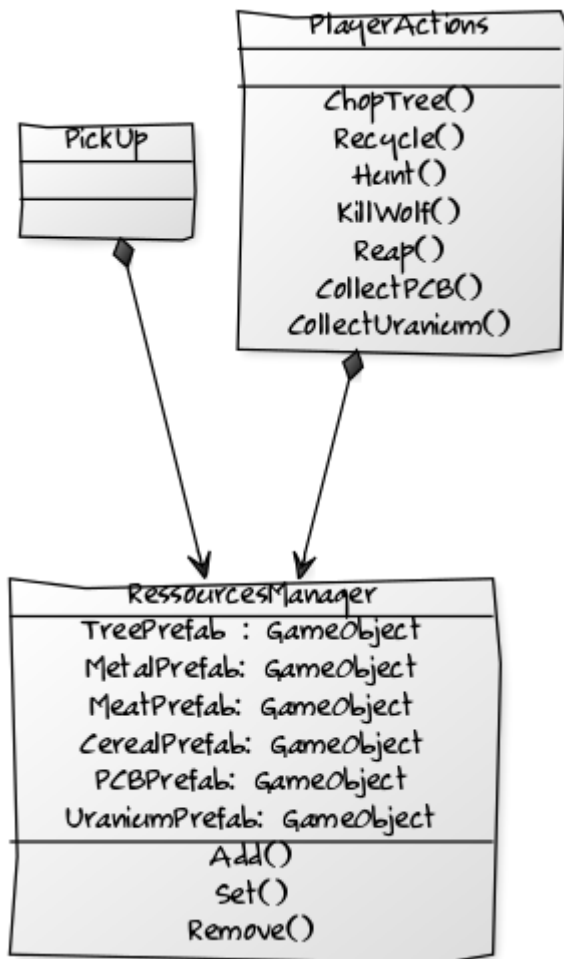 PlayerActions
ChopTree()
Recycle()
Hunt()
KillWolf()
Reap()
CollectPCB()
CollectUranium()
PickUp
RessourcesManager
TreePrefab : GameObject
MetalPrefab: GameObject
MeatPrefab: GameObject
CerealPrefab: GameObject
PCBPrefab: GameObject
UraniumPrefab: GameObject
Add()
Set()
Remove()